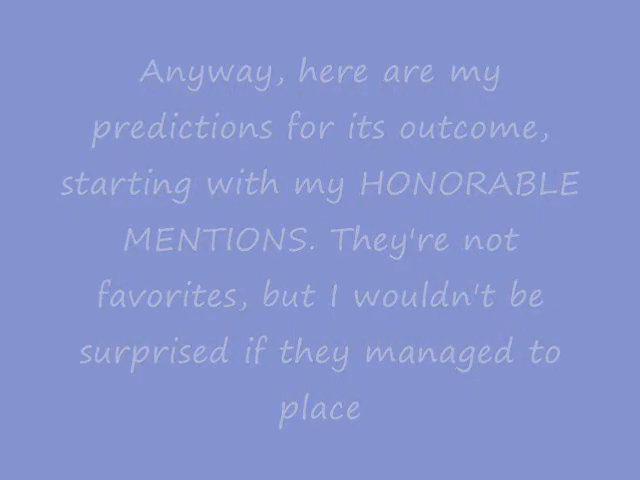 Anyway, here are my
predictions for its outcome,
starting with my HONORABLE
MENTIONS. They're not
favorites, but I wouldn't be
surprised if they managed to
place